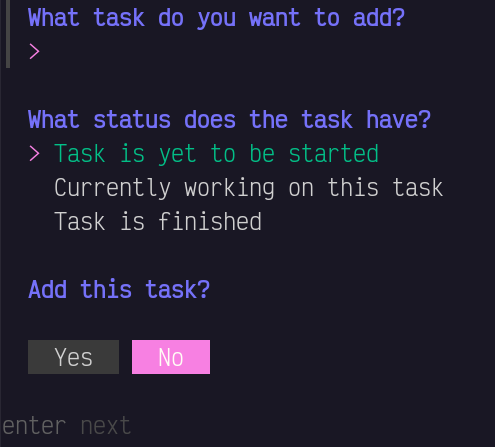 What task do you want to add?
>
What status does the task have?
> Task is yet to be started
Currently working on this task
Task is finished
Add this task?
Yes No
enter next